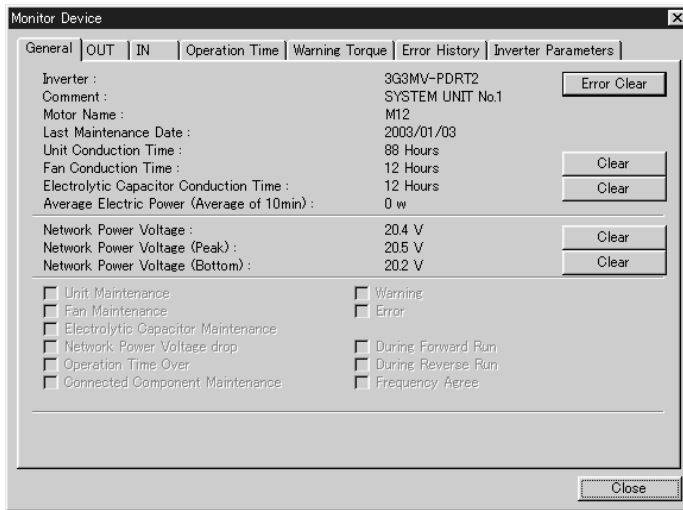 Monitor Device
General OUT IN Operation Time Warning Torque Error History Inverter Parameters
Inverter : 3G3MV-PDRT2 Error Clear
Comment : SYSTEM UNIT No.1
Motor Name : M12
Last Maintenance Date : 2003/01/03
Unit Conduction Time : 88 Hours
Fan Conduction Time : 12 Hours Clear
Electrolytic Capacitor Conduction Time : 12 Hours Clear
Average Electric Power (Average of 10min) : 0 w
Network Power Voltage : 20.4 V Clear
Network Power Voltage (Peak) : 20.5 V
Network Power Voltage (Bottom) : 20.2 V Clear
Unit Maintenance Warning
Fan Maintenance Error
Electrolytic Capacitor Maintenance
Network Power Voltage drop During Forward Run
Operation Time Over During Reverse Run
Connected Component Maintenance Frequency Agree
Close